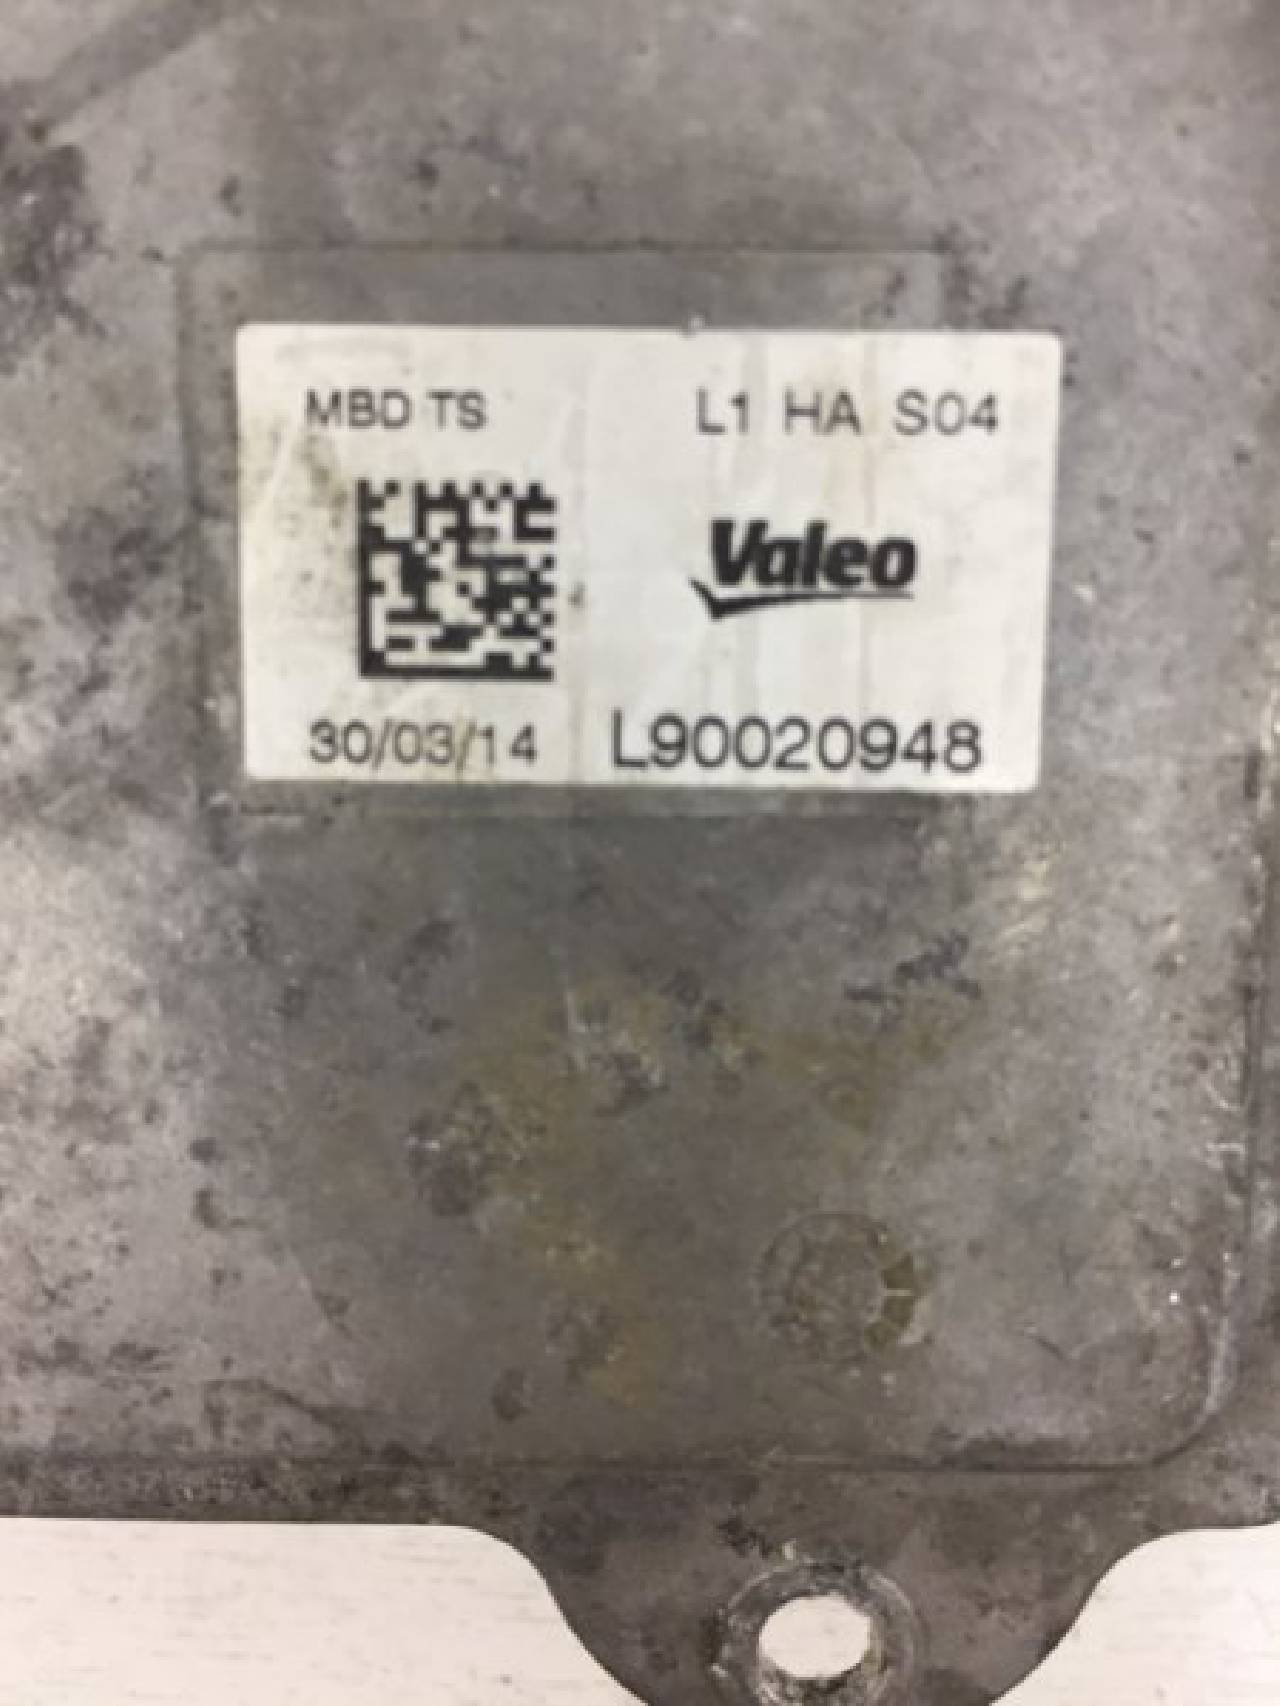 MBD TS L1 HA S04
Valeo
30/03/14 L90020948